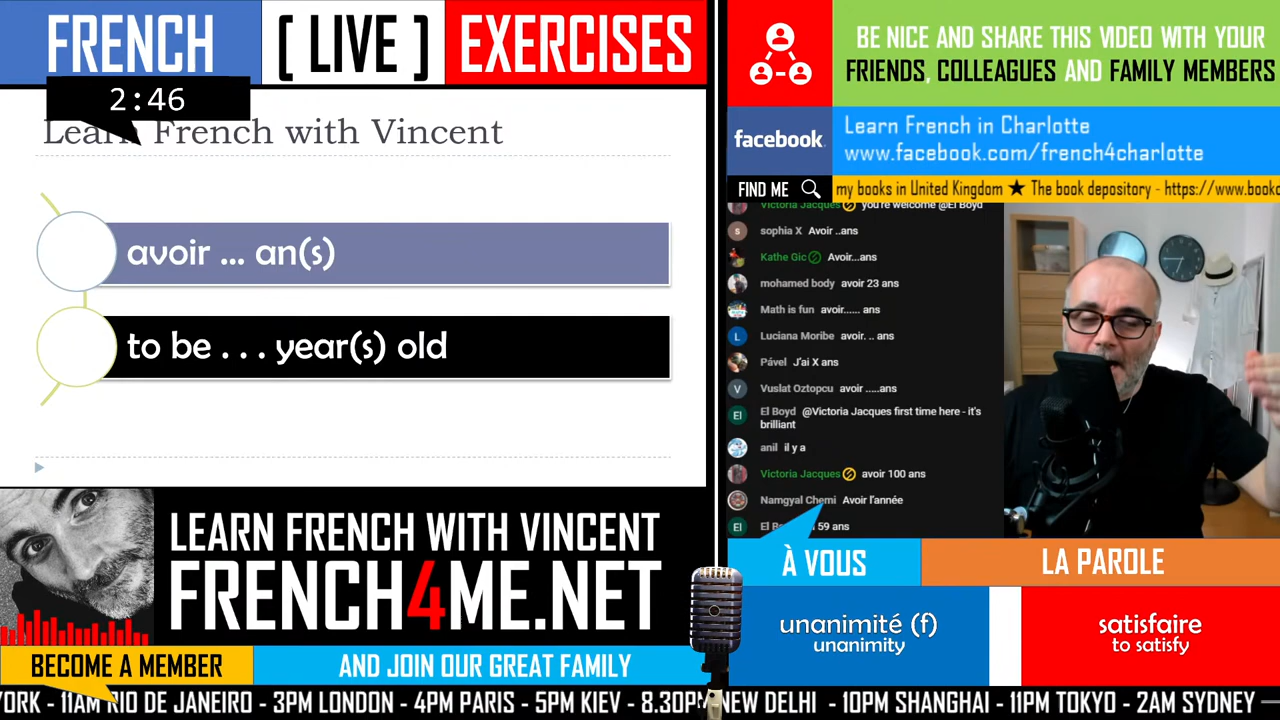 FRENCH
[ LIVE ]
EXERCISES
2:46
Learn French with Vincent
avoir ... an(s)
to be . . . year(s) old
LEARN FRENCH WITH VINCENT
FRENCH4ME.NET
BECOME A MEMBER
AND JOIN OUR GREAT FAMILY
BE NICE AND SHARE THIS VIDEO WITH YOUR
FRIENDS, COLLEAGUES AND FAMILY MEMBERS
facebook.
Learn French in Charlotte
www.facebook.com/french4charlotte
FIND ME
my books in United Kingdom ★ The book depository - https://www.booko
Victoria Jacques you're welcome @El Boyd
s sophia X Avoir ..ans
Kathe Gic Avoir...ans
mohamed body avoir 23 ans
Math is fun avoir...... ans
L Luciana Moribe avoir. .. ans
Pável J'ai X ans
V Vuslat Oztopcu avoir .....ans
El El Boyd @Victoria Jacques first time here - it's
brilliant
anil il y a
Victoria Jacques avoir 100 ans
Namgyal Chemi Avoir l'année
El El 59 ans
À VOUS
LA PAROLE
unanimité (f)
unanimity
satisfaire
to satisfy
YORK - 11AM RIO DE JANEIRO - 3PM LONDON - 4PM PARIS - 5PM KIEV - 8.30PM NEW DELHI - 10PM SHANGHAI - 11PM TOKYO - 2AM SYDNEY